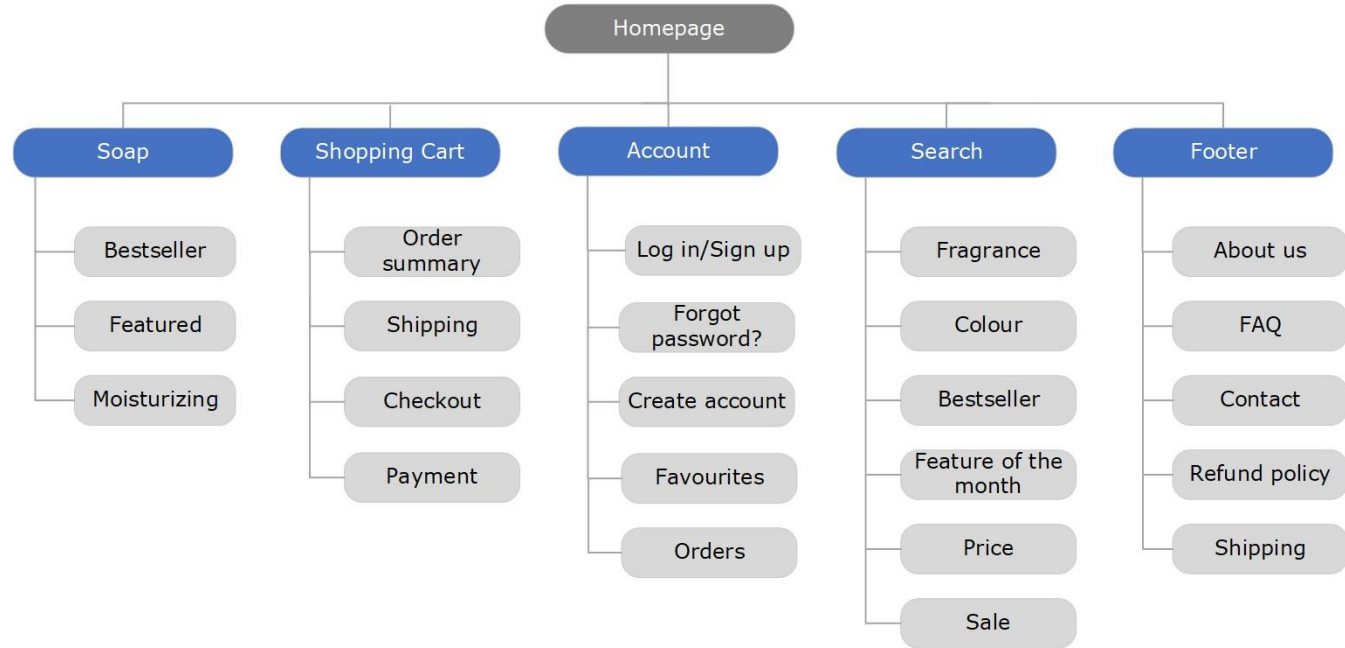 Homepage
Soap
Shopping Cart
Account
Search
Footer
Bestseller
Featured
Moisturizing
Order
summary
Shipping
Checkout
Payment
Log in/Sign up
Forgot
password?
Create account
Favourites
Orders
Fragrance
Colour
Bestseller
Feature of the
month
Price
Sale
About us
FAQ
Contact
Refund policy
Shipping